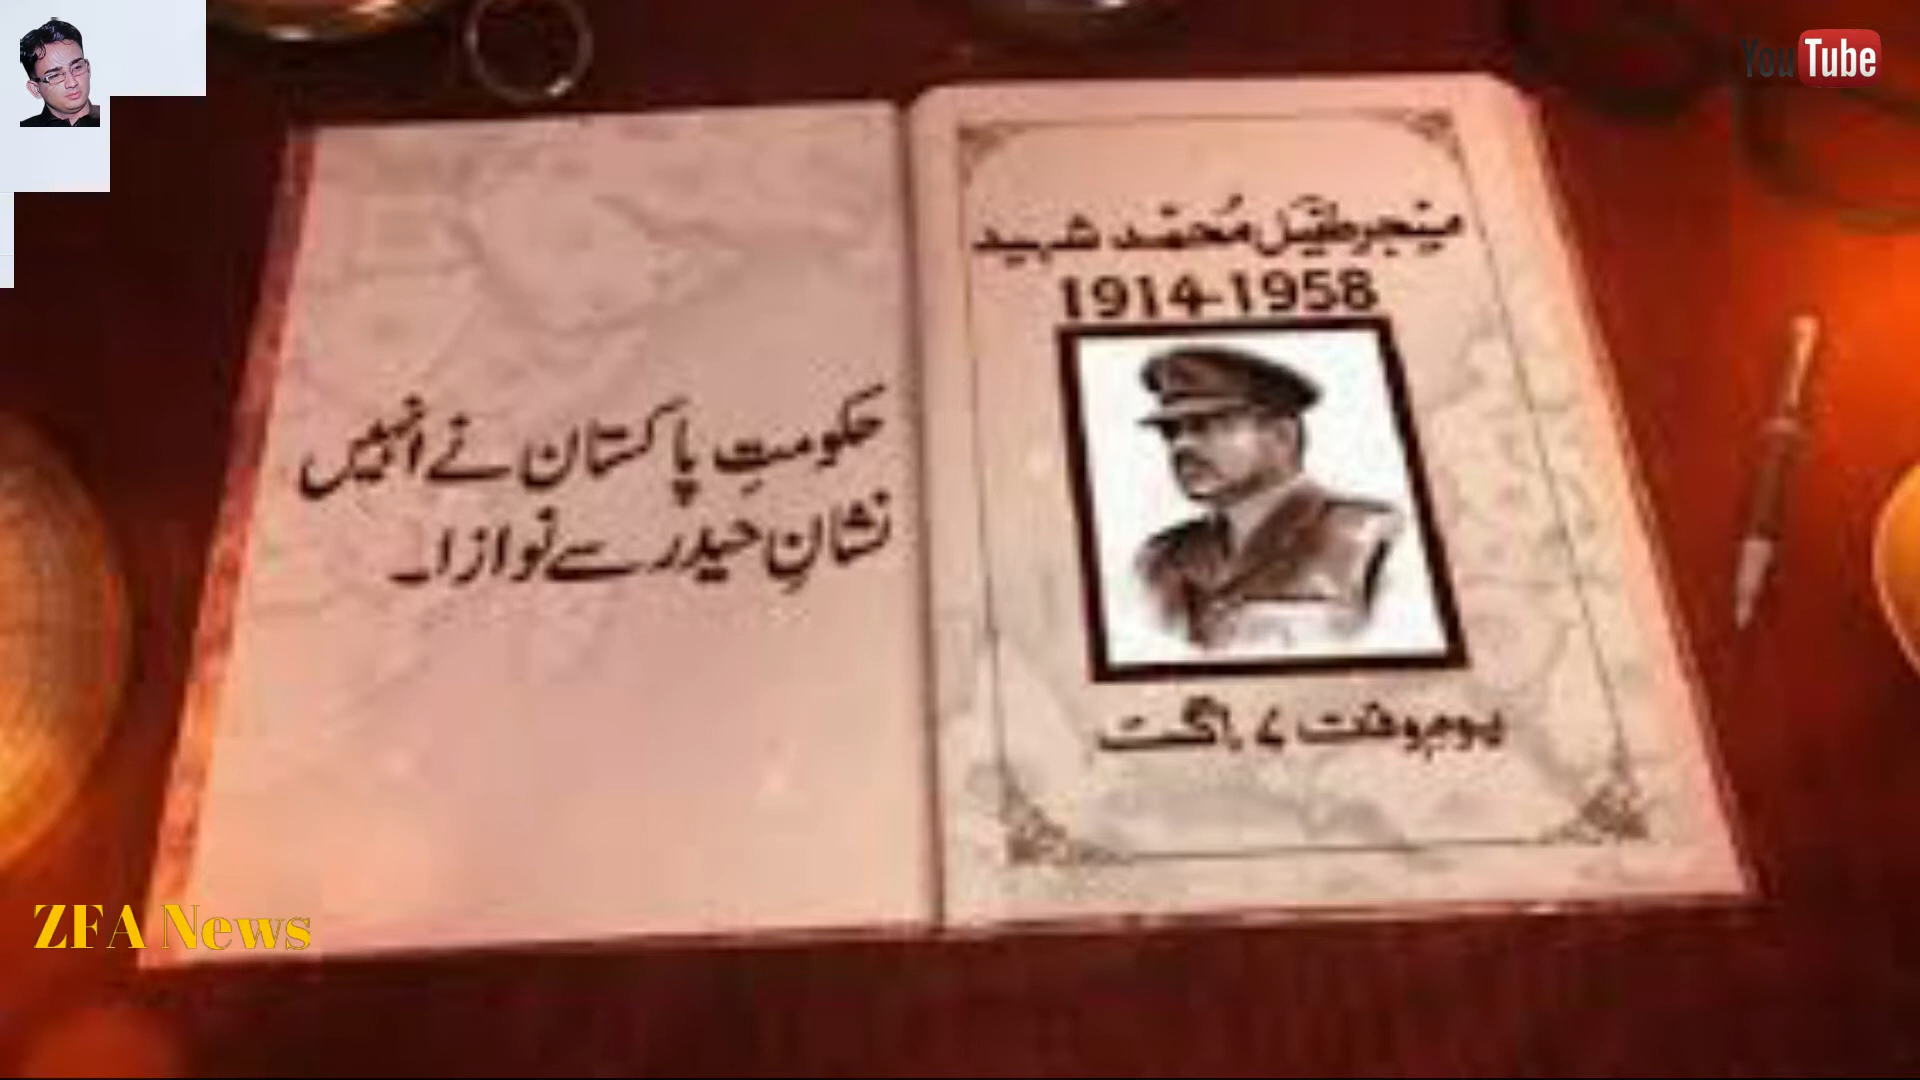 YouTube
میجر طفیل مُحمّد شہید
1914-1958
یوم وفات ۷ اگست
حکومتِ پاکستان نے انہیں
نشانِ حیدر سے نوازا۔
ZFA News